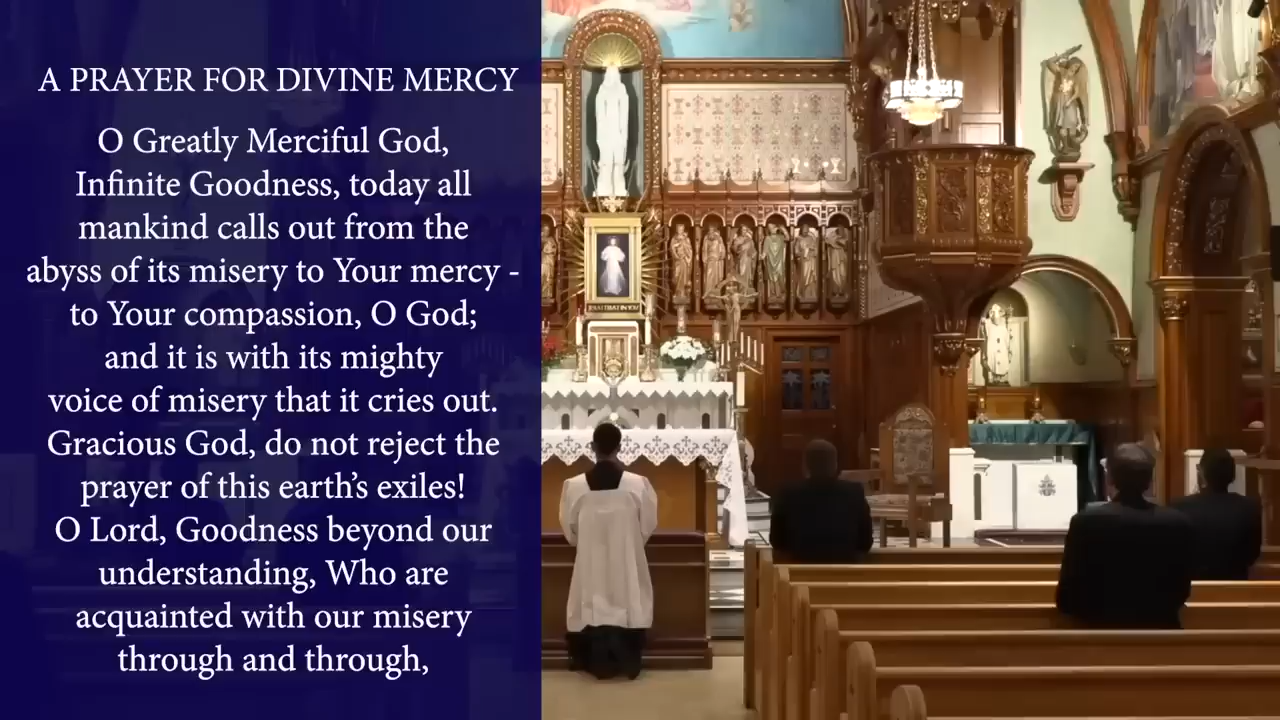 A PRAYER FOR DIVINE MERCY
O Greatly Merciful God,
Infinite Goodness, today all
mankind calls out from the
abyss of its misery to Your mercy -
to Your compassion, O God;
and it is with its mighty
voice of misery that it cries out.
Gracious God, do not reject the
prayer of this earth's exiles!
O Lord, Goodness beyond our
understanding, Who are
acquainted with our misery
through and through,